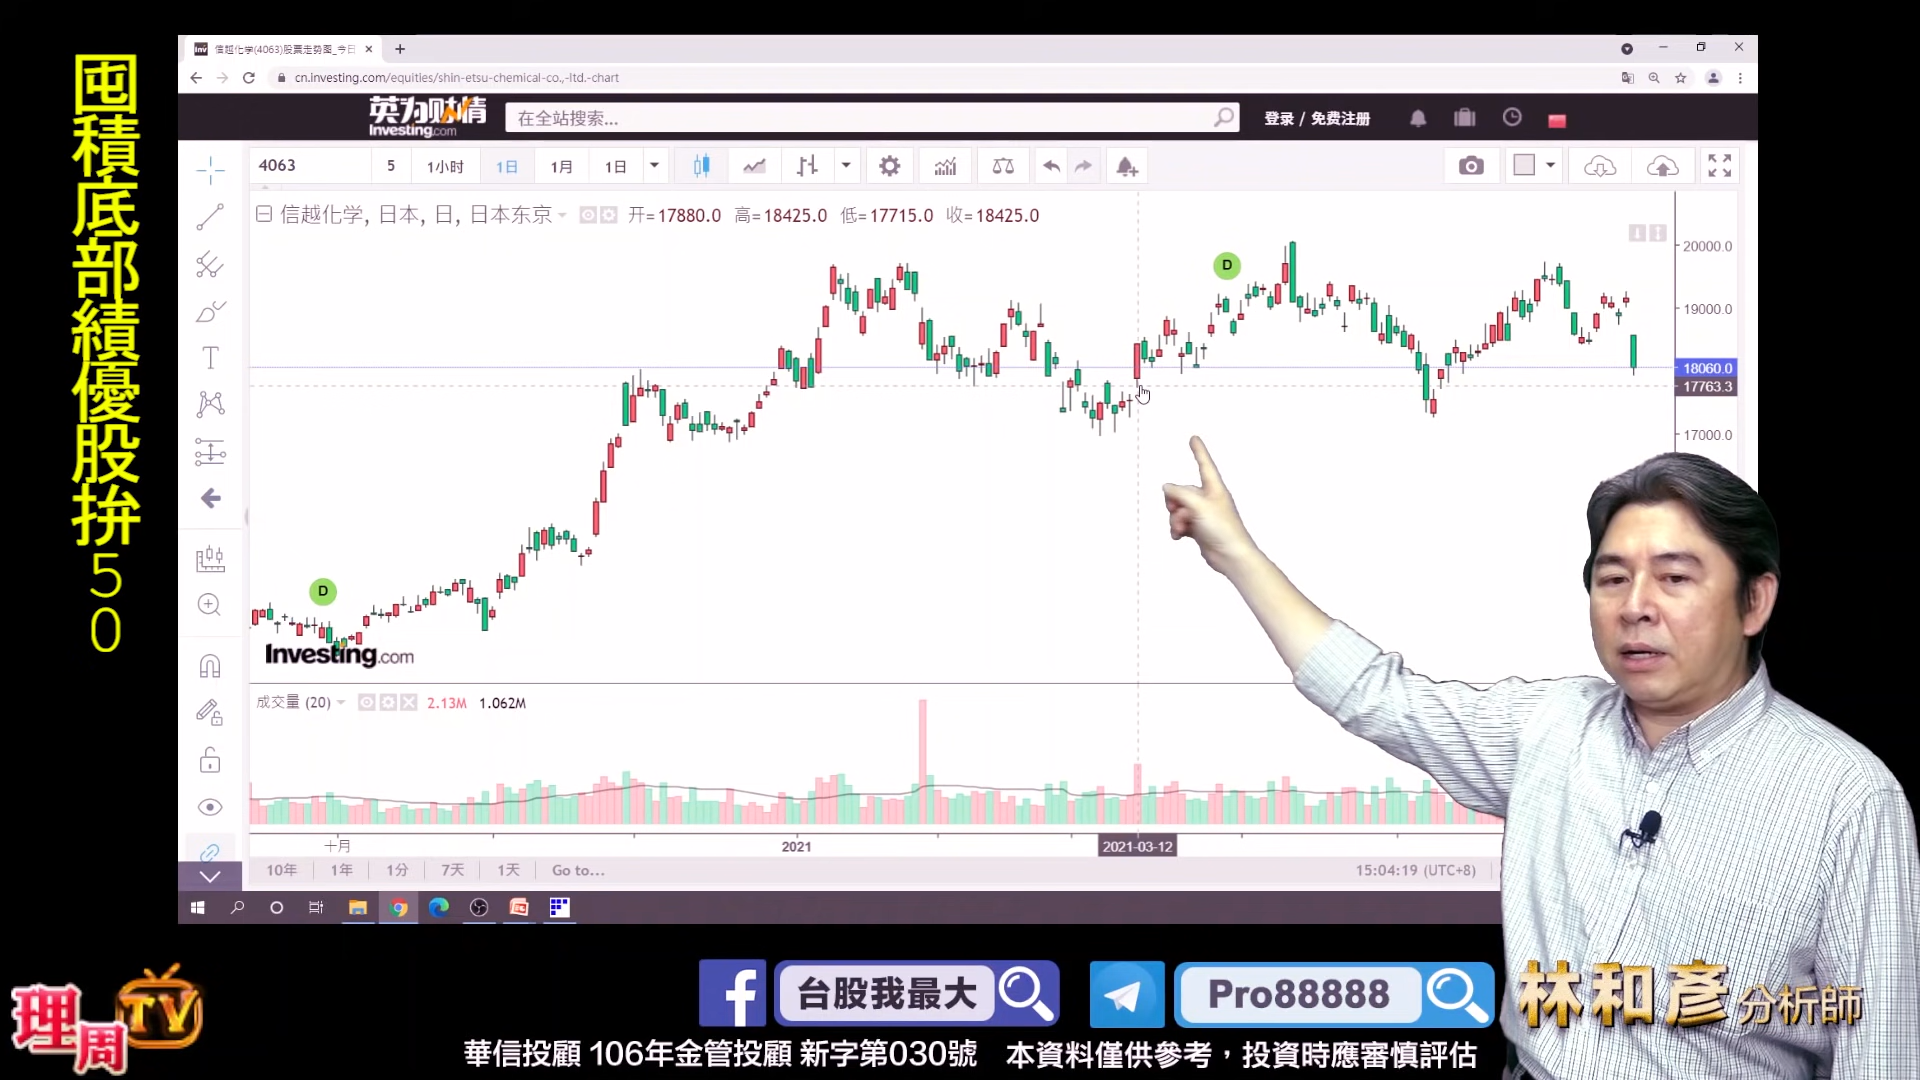 囤積底部績優股拚50
信越化学(4063)股票走势图_今日
cn.investing.com/equities/shin-etsu-chemical-co.,-ltd.-chart
英为财情
Investing.com
在全站搜索...
登录 / 免费注册
4063
5
1小时
1日
1月
1日
信越化学, 日本, 日, 日本东京
开=17880.0 高=18425.0 低=17715.0 收=18425.0
20000.0
19000.0
18060.0
17763.3
17000.0
D
D
Investing.com
成交量 (20)
2.13M 1.062M
十月
2021
2021-03-12
10年
1年
1分
7天
1天
Go to...
15:04:19 (UTC+8)
理周TV
台股我最大
Pro88888
林和彥分析師
華信投顧 106年金管投顧 新字第030號 本資料僅供參考，投資時應審慎評估